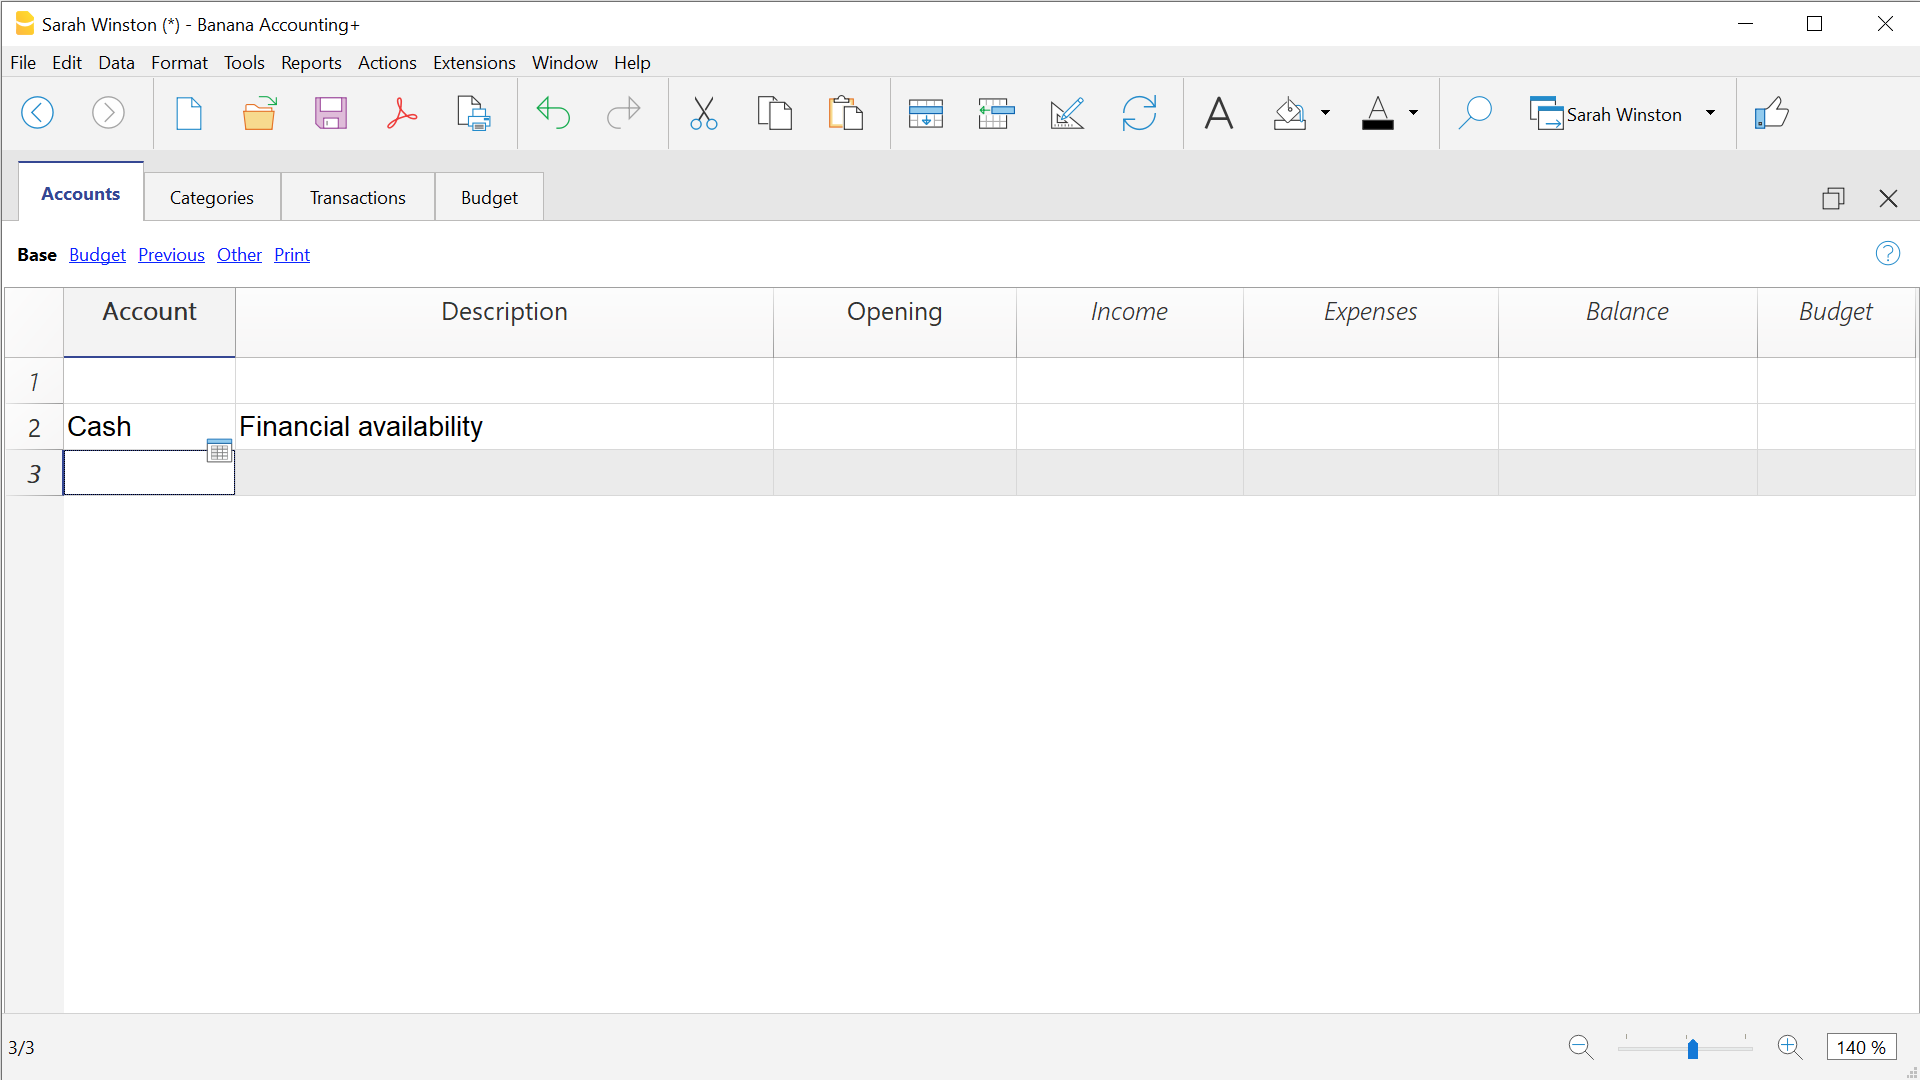 Sarah Winston (*) - Banana Accounting+
File Edit Data Format Tools Reports Actions Extensions Window Help
Sarah Winston
Accounts Categories Transactions Budget
Base Budget Previous Other Print
Account Description Opening Income Expenses Balance Budget
1
2 Cash Financial availability
3
3/3 140 %